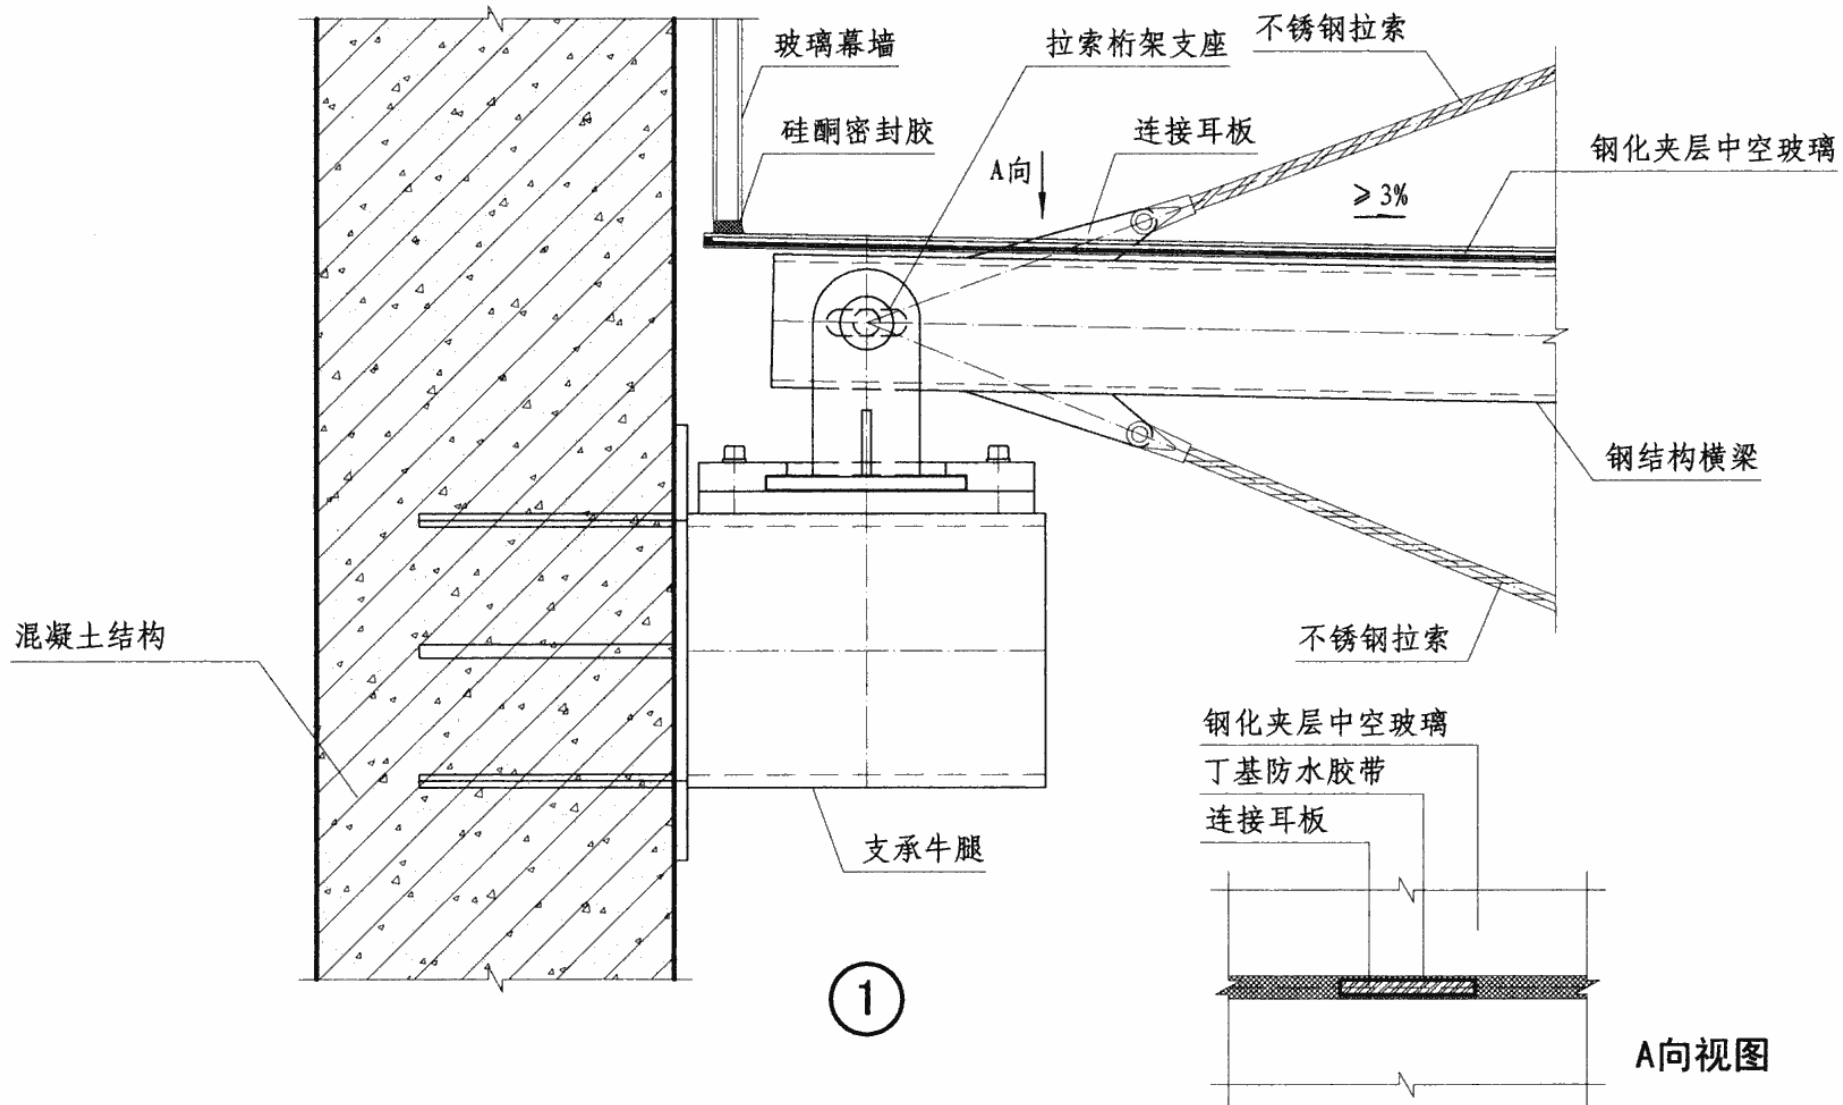 玻璃幕墙
拉索桁架支座
不锈钢拉索
硅酮密封胶
连接耳板
钢化夹层中空玻璃
A向
≥3%
钢结构横梁
混凝土结构
不锈钢拉索
钢化夹层中空玻璃
丁基防水胶带
连接耳板
支承牛腿
1
A向视图